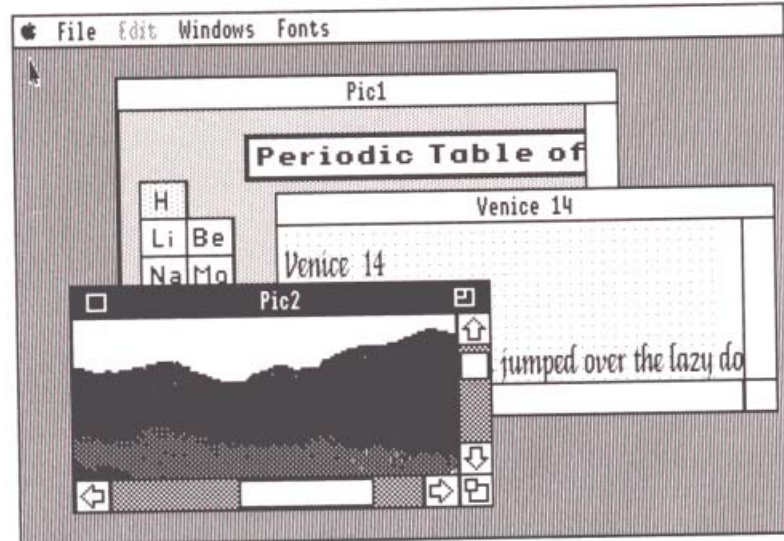 File Edit Windows Fonts
Pic1
Periodic Table of
H
Li Be
Na Mo
Venice 14
Venice 14
jumped over the lazy do
Pic2